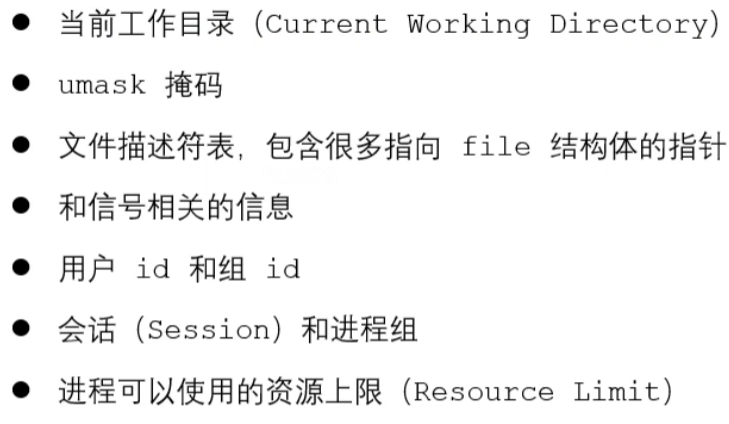 ● 当前工作目录（Current Working Directory）
● umask 掩码
● 文件描述符表，包含很多指向 file 结构体的指针
● 和信号相关的信息
● 用户 id 和组 id
● 会话（Session）和进程组
● 进程可以使用的资源上限（Resource Limit）